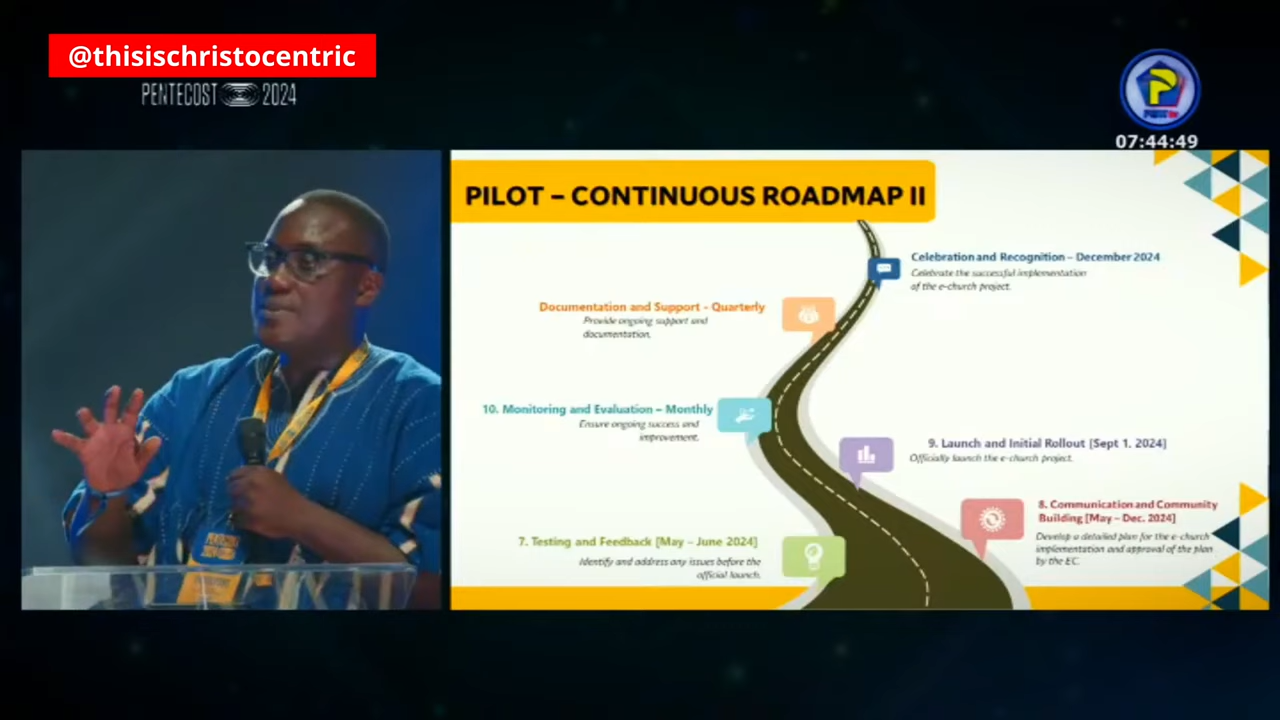 @thisischristocentric
PENTECOST 2024
07:44:49
PILOT – CONTINUOUS ROADMAP II
Celebration and Recognition – December 2024
Celebrate the successful implementation
of the e-church project.
Documentation and Support - Quarterly
Provide ongoing support and
documentation.
10. Monitoring and Evaluation – Monthly
Ensure ongoing success and
improvement.
9. Launch and Initial Rollout [Sept 1. 2024]
Officially launch the e-church project.
8. Communication and Community
Building [May – Dec. 2024]
Develop a detailed plan for the e-church
implementation and approval of the plan
by the EC.
7. Testing and Feedback [May – June 2024]
Identify and address any issues before the
official launch.